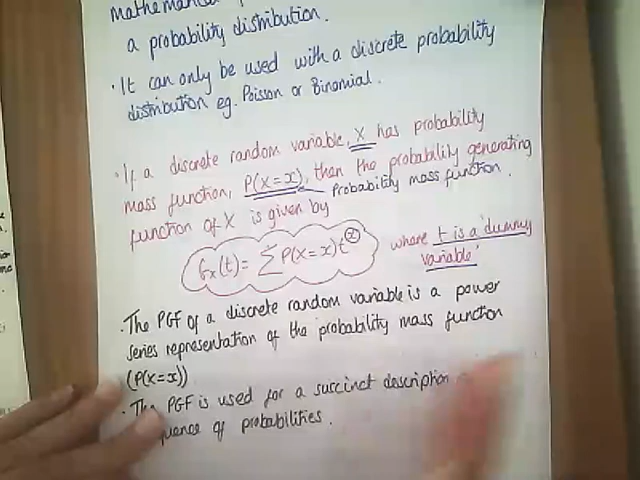 mathematical
a probability distribution.
· It can only be used with a discrete probability
distribution eg. Poisson or Binomial.
· If a discrete random variable, X has probability
mass function, P(X=x), then the probability generating
Probability mass function.
function of X is given by
Gx(t) = ∑ P(X=x)t^x where t is a 'dummy
variable'
· The PGF of a discrete random variable is a power
series representation of the probability mass function
(P(X=x))
· The PGF is used for a succinct description
of probabilities.